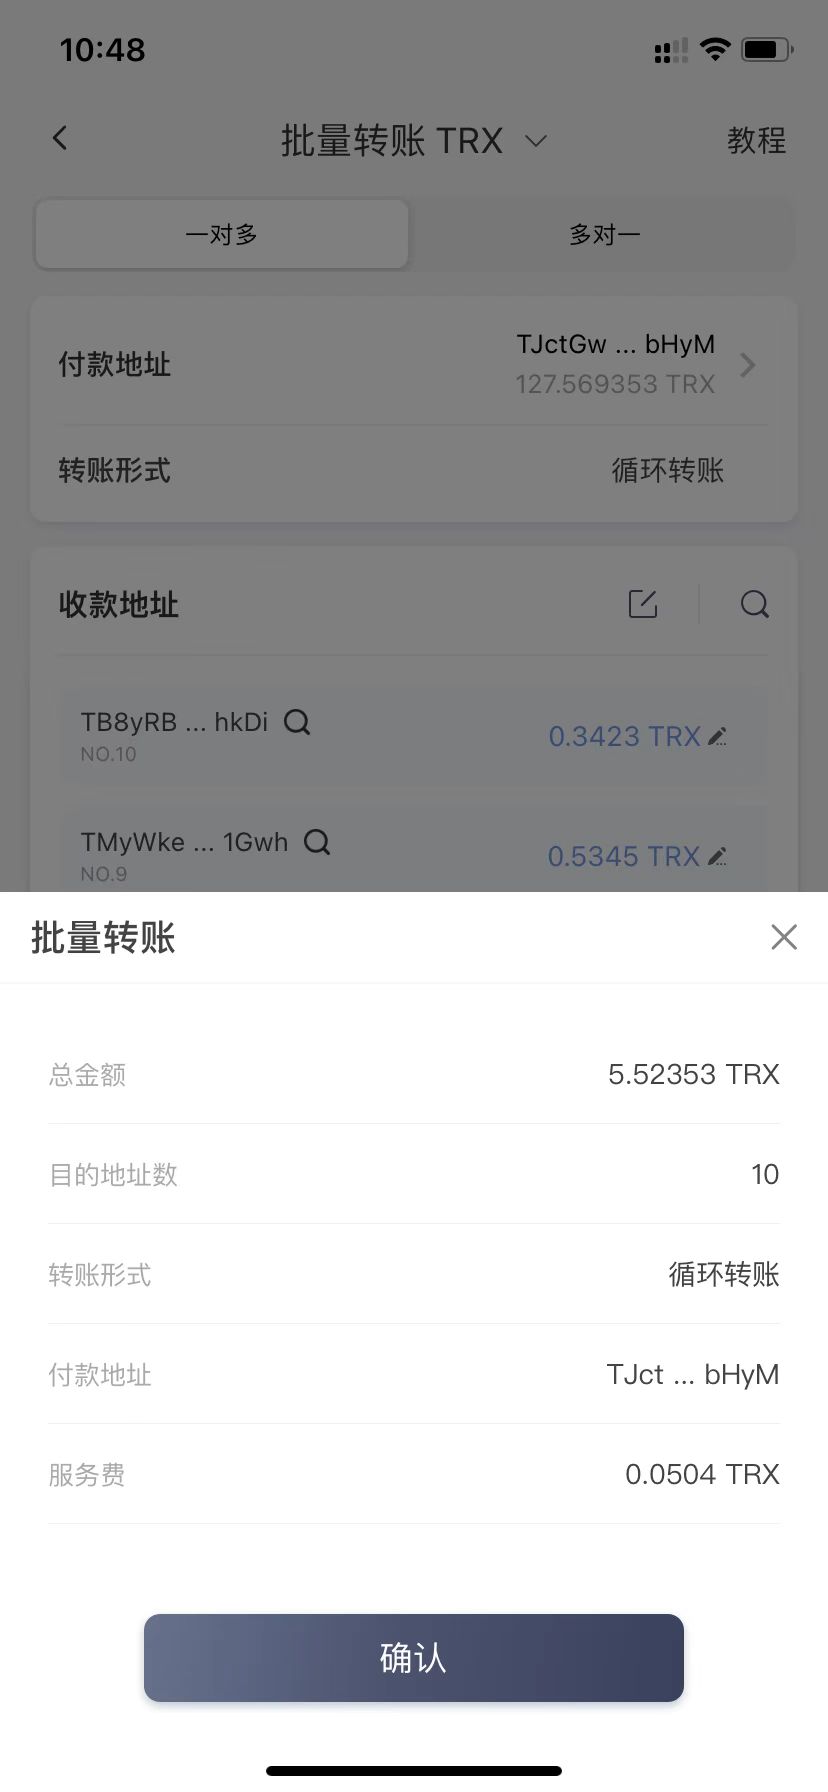 10:48
批量转账 TRX
教程
一对多
多对一
付款地址
TJctGw ... bHyM
127.569353 TRX
转账形式
循环转账
收款地址
TB8yRB ... hkDi
0.3423 TRX
NO.10
TMyWke ... 1Gwh
0.5345 TRX
NO.9
批量转账
总金额
5.52353 TRX
目的地址数
10
转账形式
循环转账
付款地址
TJct ... bHyM
服务费
0.0504 TRX
确认